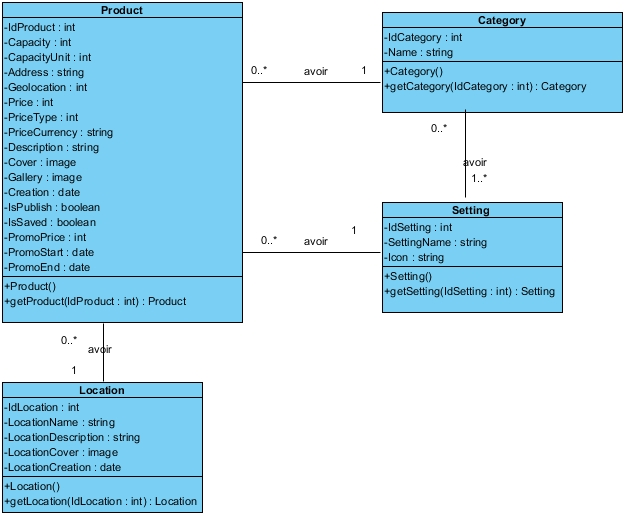 Product
-IdProduct : int
-Capacity : int
-CapacityUnit : int
-Address : string
-Geolocation : int
-Price : int
-PriceType : int
-PriceCurrency : string
-Description : string
-Cover : image
-Gallery : image
-Creation : date
-IsPublish : boolean
-IsSaved : boolean
-PromoPrice : int
-PromoStart : date
-PromoEnd : date
+Product()
+getProduct(IdProduct : int) : Product
0..*
avoir
1
Category
-IdCategory : int
-Name : string
+Category()
+getCategory(IdCategory : int) : Category
0..*
avoir
1..*
0..*
avoir
1
Setting
-IdSetting : int
-SettingName : string
-Icon : string
+Setting()
+getSetting(IdSetting : int) : Setting
0..*
avoir
1
Location
-IdLocation : int
-LocationName : string
-LocationDescription : string
-LocationCover : image
-LocationCreation : date
+Location()
+getLocation(IdLocation : int) : Location